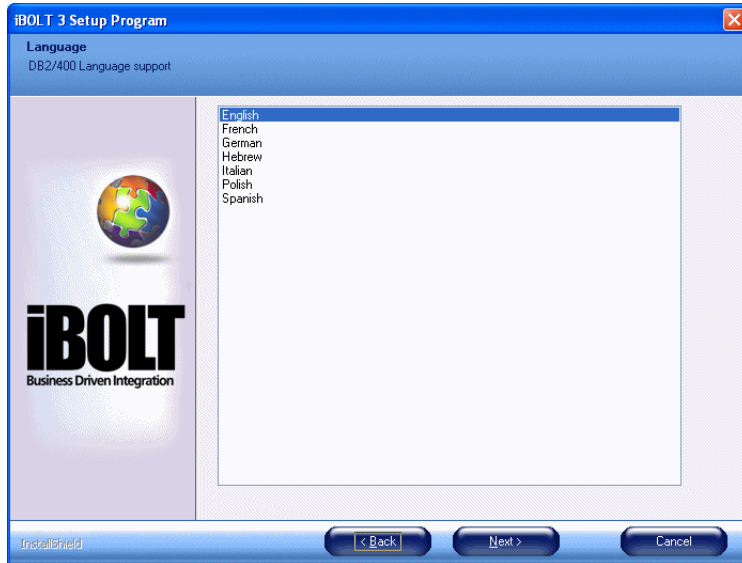 iBOLT 3 Setup Program
Language
DB2/400 Language support
English
French
German
Hebrew
Italian
Polish
Spanish
iBOLT
Business Driven Integration
InstallShield
< Back
Next >
Cancel